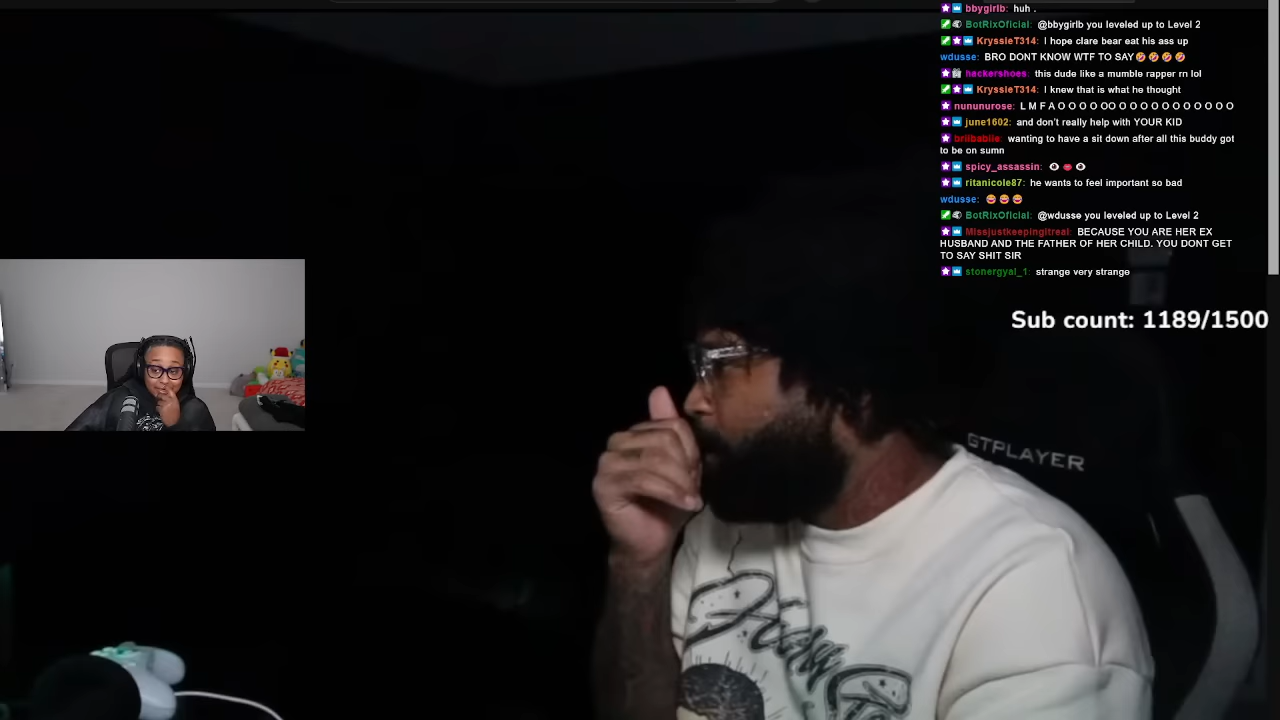 bbygirlb: huh .
BotRixOficial: @bbygirlb you leveled up to Level 2
KryssieT314: I hope clare bear eat his ass up
wdusse: BRO DONT KNOW WTF TO SAY🤣🤣🤣🤣
hackershoes: this dude like a mumble rapper rn lol
KryssieT314: I knew that is what he thought
nununurose: L M F A O O O O OO O O O O O O O O O O O
june1602: and don't really help with YOUR KID
briibabiie: wanting to have a sit down after all this buddy got
to be on sumn
spicy_assassin: 👁️👄👁️
ritanicole87: he wants to feel important so bad
wdusse: 😂😂😂
BotRixOficial: @wdusse you leveled up to Level 2
Missjustkeepingitreal: BECAUSE YOU ARE HER EX
HUSBAND AND THE FATHER OF HER CHILD. YOU DONT GET
TO SAY SHIT SIR
stonergyal_1: strange very strange
Sub count: 1189/1500
GTPLAYER